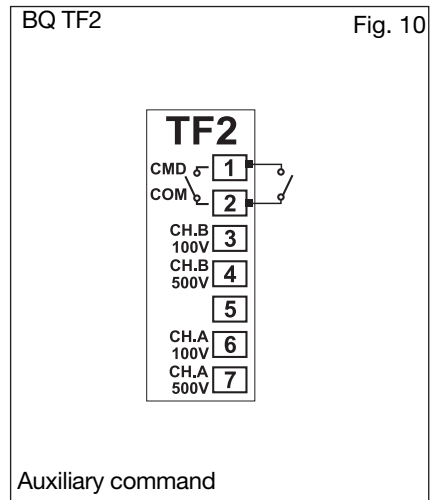 BQ TF2
Fig. 10
TF2
CMD 1
COM 2
CH.B
100V 3
CH.B
500V 4
5
CH.A
100V 6
CH.A
500V 7
Auxiliary command